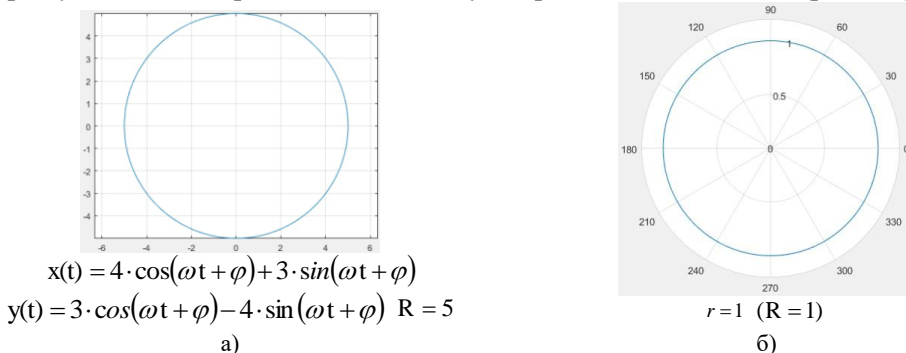 4
3
2
1
0
-1
-2
-3
-4
-6 -4 -2 0 2 4 6
x(t) = 4·cos(ωt + φ) + 3·sin(ωt + φ)
y(t) = 3·cos(ωt + φ) − 4·sin(ωt + φ) R = 5
а)
90
120 60
1
150 30
0.5
180 0 0
210 330
240 300
270
r = 1 (R = 1)
б)